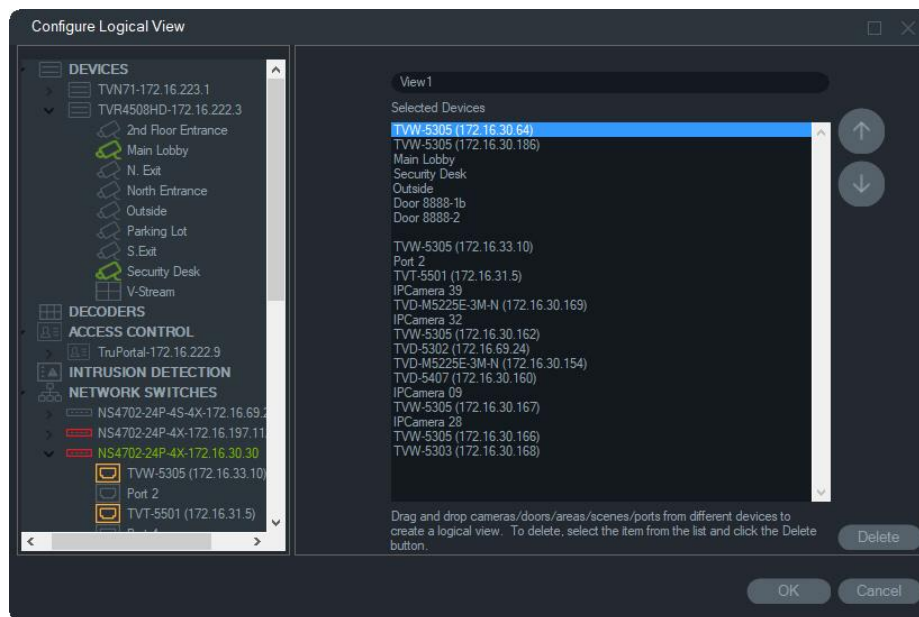 Configure Logical View
DEVICES
TVN71-172.16.223.1
TVR4508HD-172.16.222.3
2nd Floor Entrance
Main Lobby
N. Exit
North Entrance
Outside
Parking Lot
S.Exit
Security Desk
V-Stream
DECODERS
ACCESS CONTROL
TruPortal-172.16.222.9
INTRUSION DETECTION
NETWORK SWITCHES
NS4702-24P-4S-4X-172.16.69.2
NS4702-24P-4X-172.16.197.11
NS4702-24P-4X-172.16.30.30
TVW-5305 (172.16.33.10)
Port 2
TVT-5501 (172.16.31.5)
View1
Selected Devices
TVW-5305 (172.16.30.64)
TVW-5305 (172.16.30.186)
Main Lobby
Security Desk
Outside
Door 8888-1b
Door 8888-2
TVW-5305 (172.16.33.10)
Port 2
TVT-5501 (172.16.31.5)
IPCamera 39
TVD-M5225E-3M-N (172.16.30.169)
IPCamera 32
TVW-5305 (172.16.30.162)
TVD-5302 (172.16.69.24)
TVD-M5225E-3M-N (172.16.30.154)
TVD-5407 (172.16.30.160)
IPCamera 09
TVW-5305 (172.16.30.167)
IPCamera 28
TVW-5305 (172.16.30.166)
TVW-5303 (172.16.30.168)
Drag and drop cameras/doors/areas/scenes/ports from different devices to
create a logical view. To delete, select the item from the list and click the Delete
button.
Delete
OK
Cancel